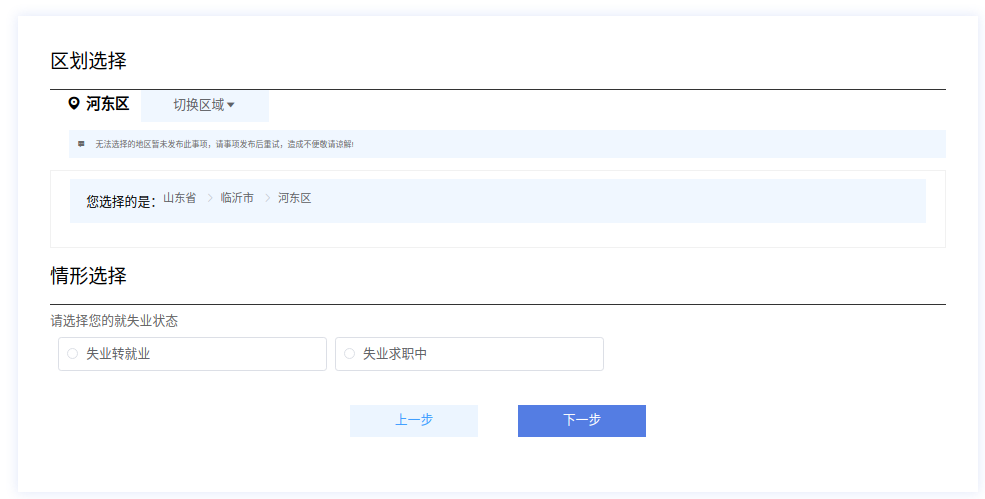 区划选择
河东区 切换区域
无法选择的地区暂未发布此事项，请事项发布后重试，造成不便敬请谅解!
您选择的是： 山东省 > 临沂市 > 河东区
情形选择
请选择您的就失业状态
失业转就业 失业求职中
上一步 下一步